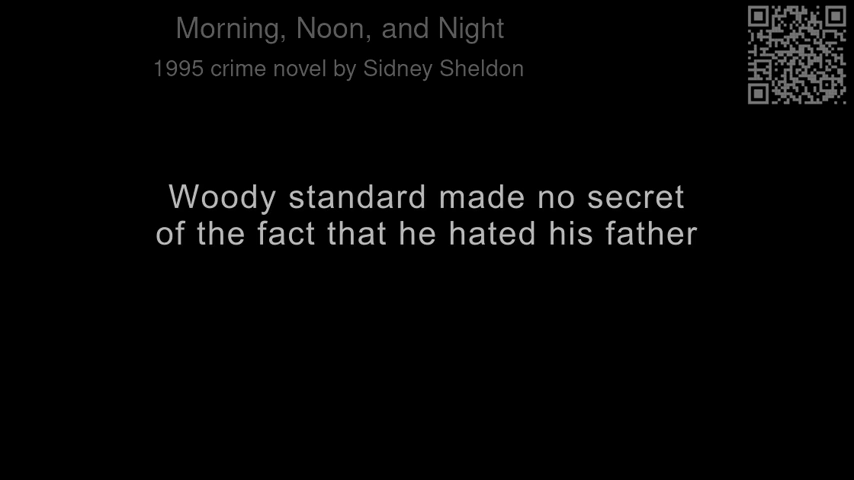 Morning, Noon, and Night
1995 crime novel by Sidney Sheldon
Woody standard made no secret
of the fact that he hated his father